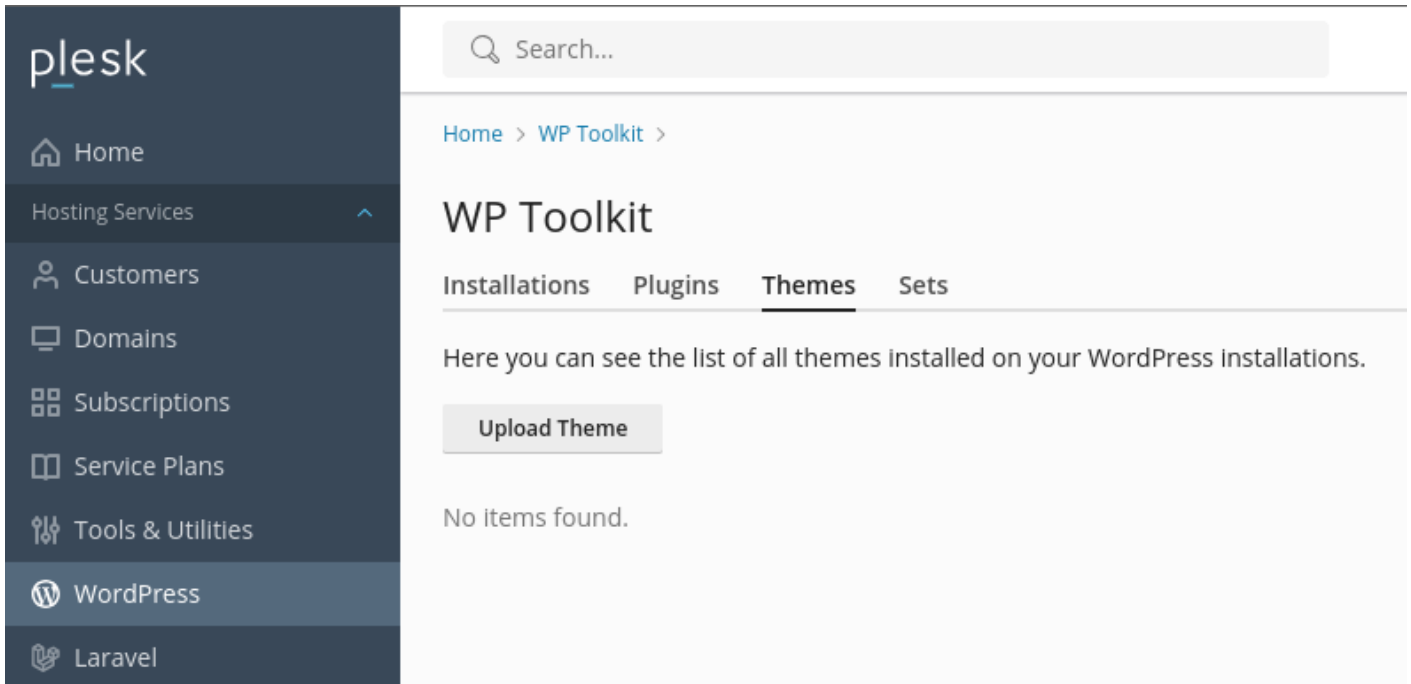 plesk
Search...
Home
Home > WP Toolkit >
Hosting Services
WP Toolkit
Customers
Installations Plugins Themes Sets
Domains
Here you can see the list of all themes installed on your WordPress installations.
Subscriptions
Upload Theme
Service Plans
No items found.
Tools & Utilities
WordPress
Laravel